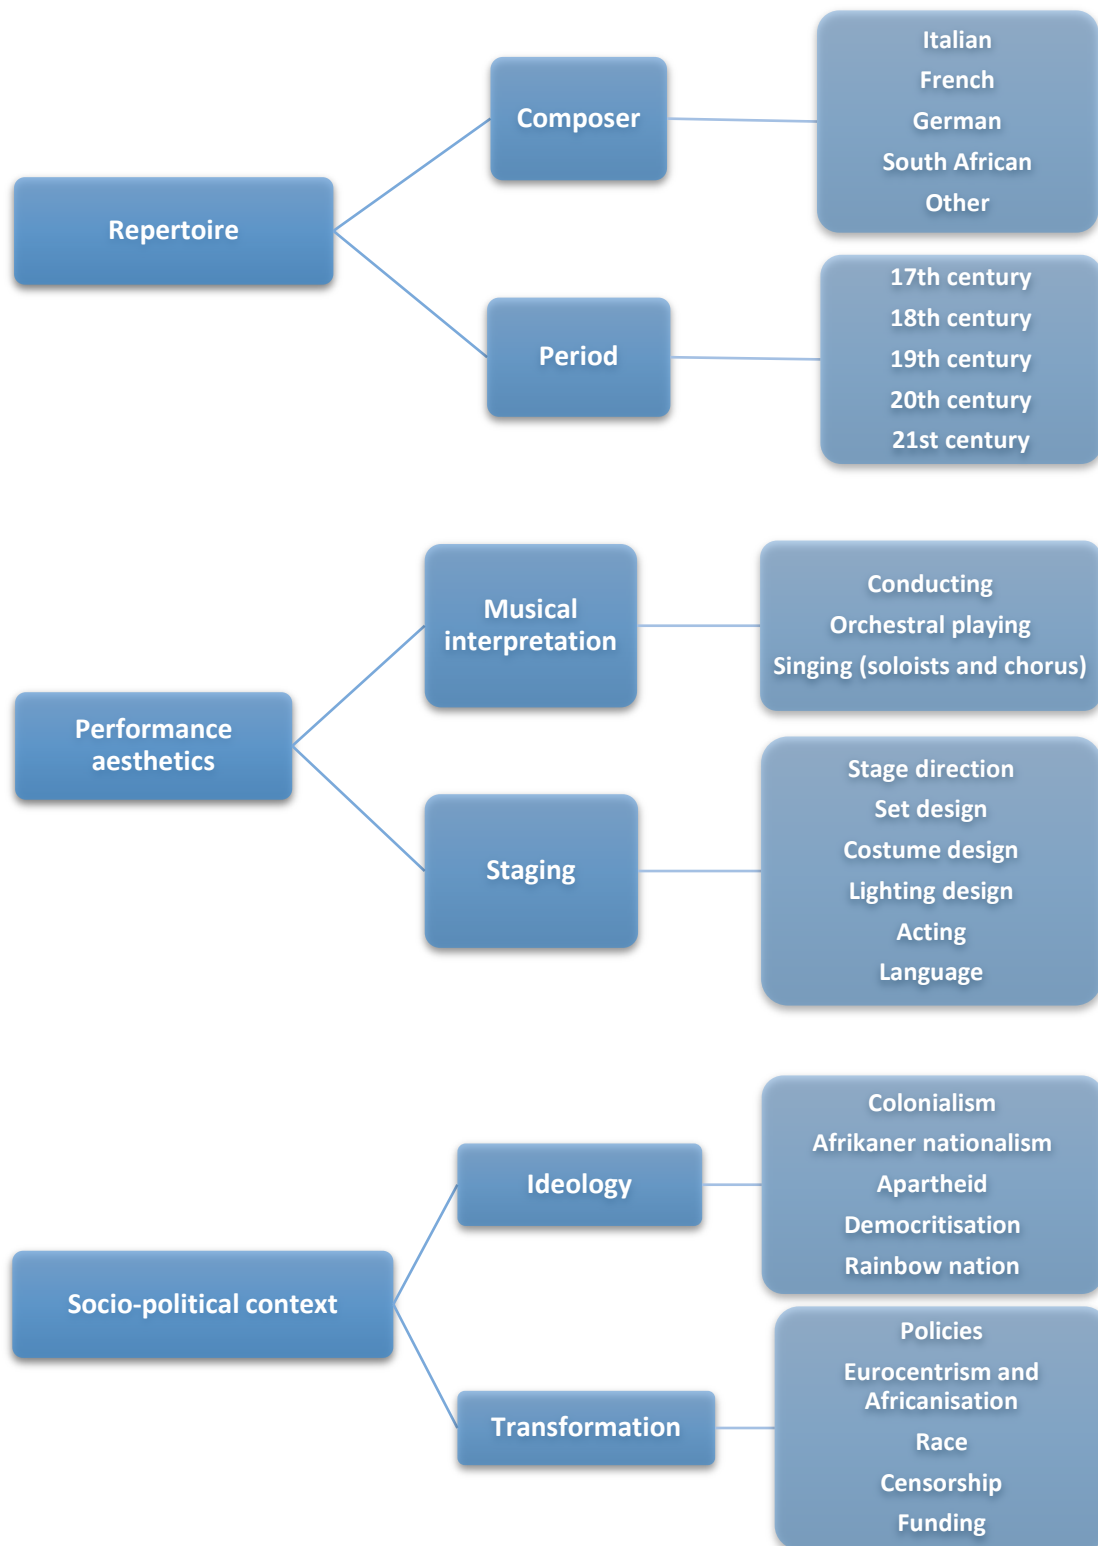 Repertoire
Composer
Italian
French
German
South African
Other
Period
17th century
18th century
19th century
20th century
21st century
Performance
aesthetics
Musical
interpretation
Conducting
Orchestral playing
Singing (soloists and chorus)
Staging
Stage direction
Set design
Costume design
Lighting design
Acting
Language
Socio-political context
Ideology
Colonialism
Afrikaner nationalism
Apartheid
Democritisation
Rainbow nation
Transformation
Policies
Eurocentrism and
Africanisation
Race
Censorship
Funding